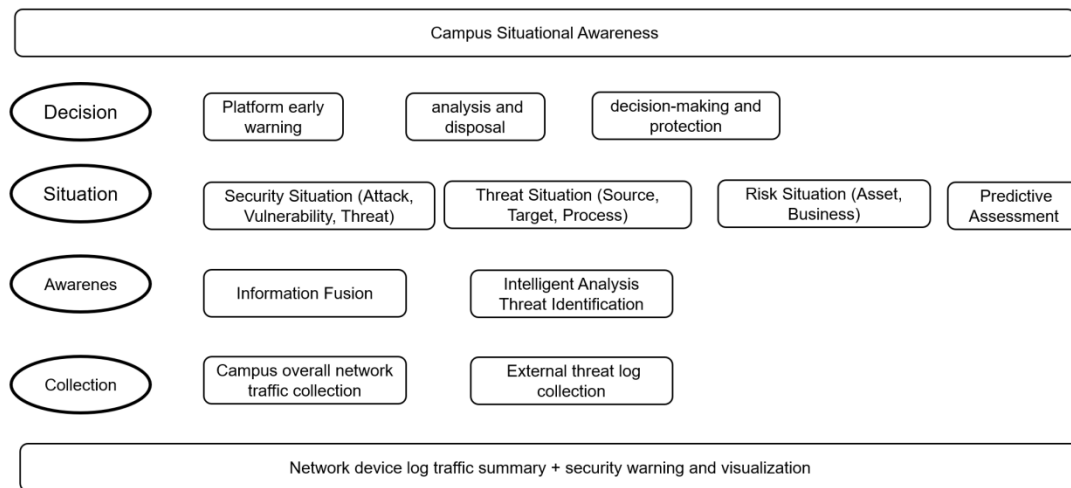 Campus Situational Awareness
Decision
Platform early
warning
analysis and
disposal
decision-making and
protection
Situation
Security Situation (Attack,
Vulnerability, Threat)
Threat Situation (Source,
Target, Process)
Risk Situation (Asset,
Business)
Predictive
Assessment
Awarenes
Information Fusion
Intelligent Analysis
Threat Identification
Collection
Campus overall network
traffic collection
External threat log
collection
Network device log traffic summary + security warning and visualization